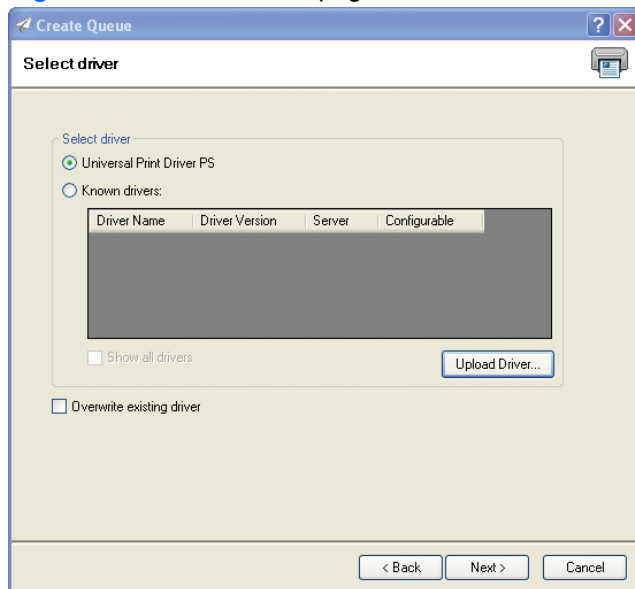 Create Queue
Select driver
Select driver
Universal Print Driver PS
Known drivers:
Driver Name Driver Version Server Configurable
Show all drivers
Upload Driver...
Overwrite existing driver
< Back Next > Cancel